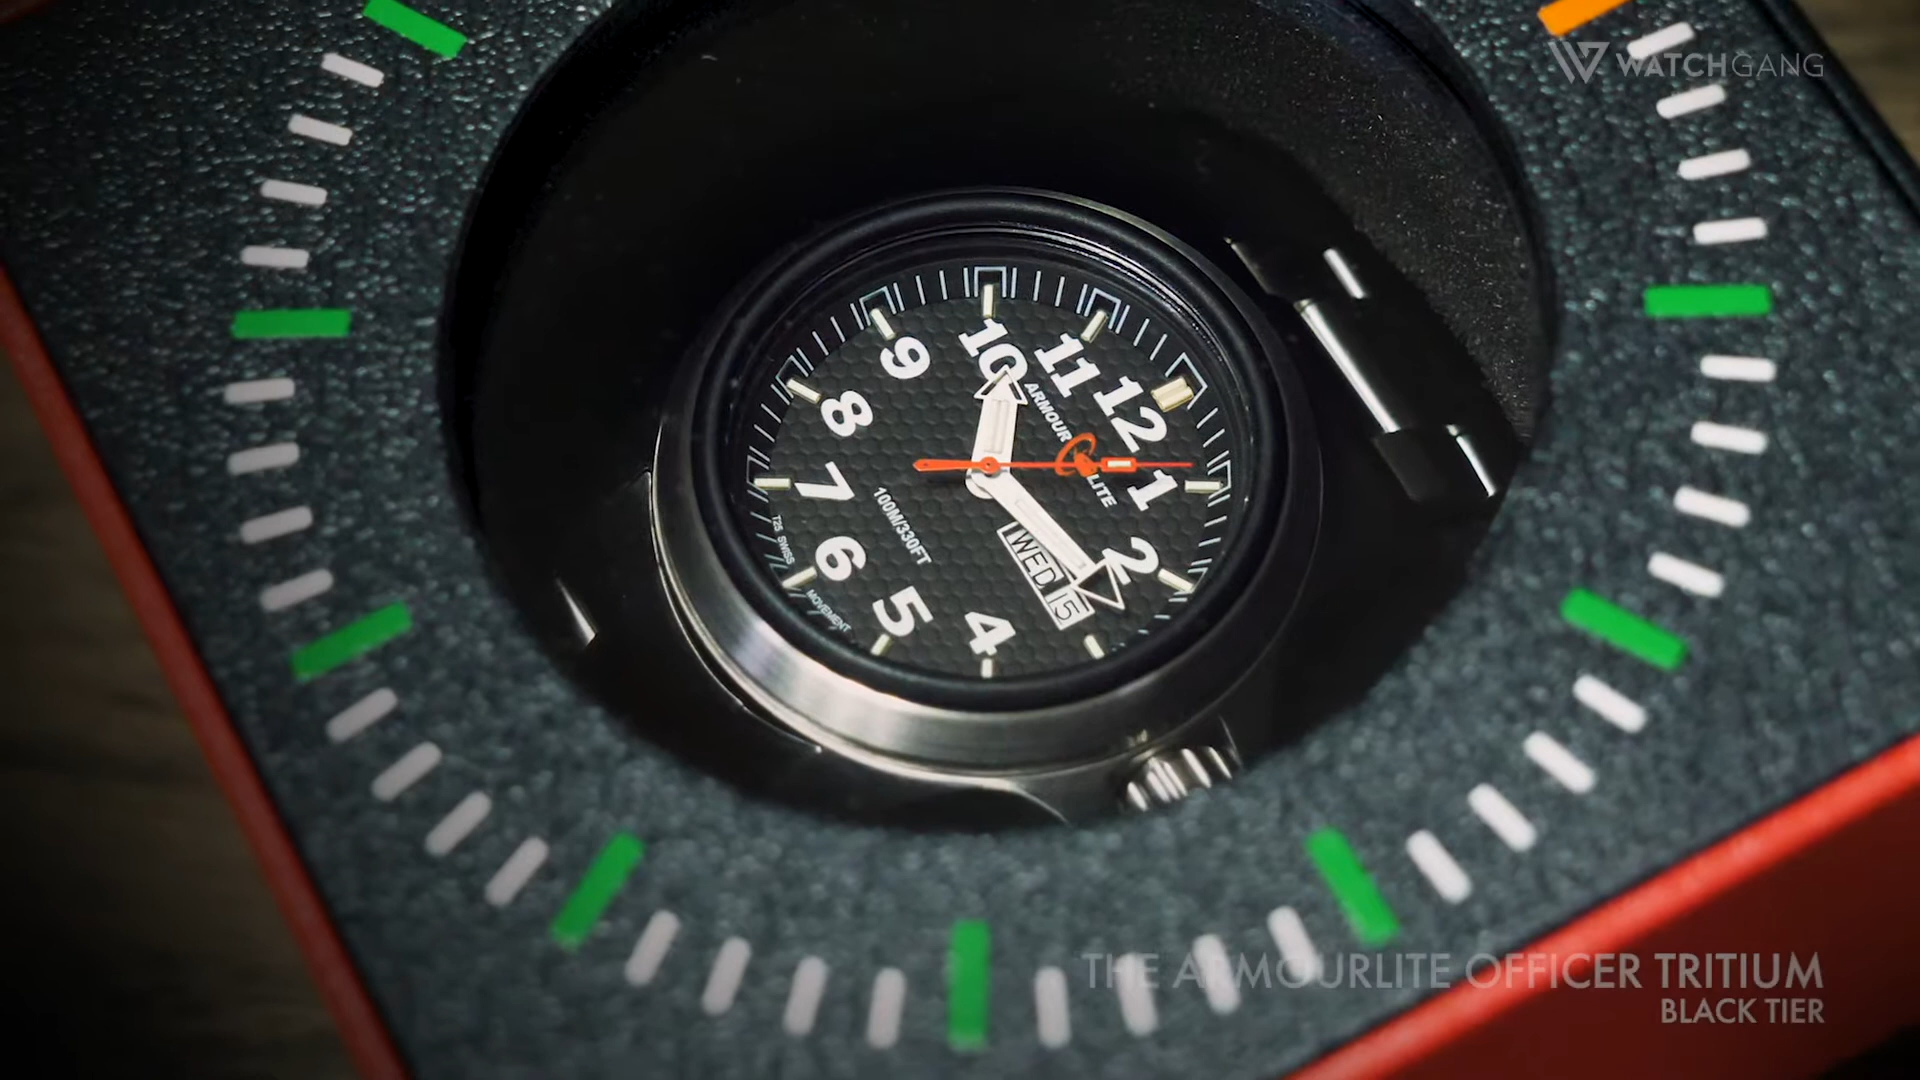 WATCHGANG
10
11
12
9
8
7
6
5
4
2
1
ARMOUR
LITE
100M/330FT
WED 15
T25 SWISS
MOVEMENT
THE ARMOURLITE OFFICER TRITIUM
BLACK TIER